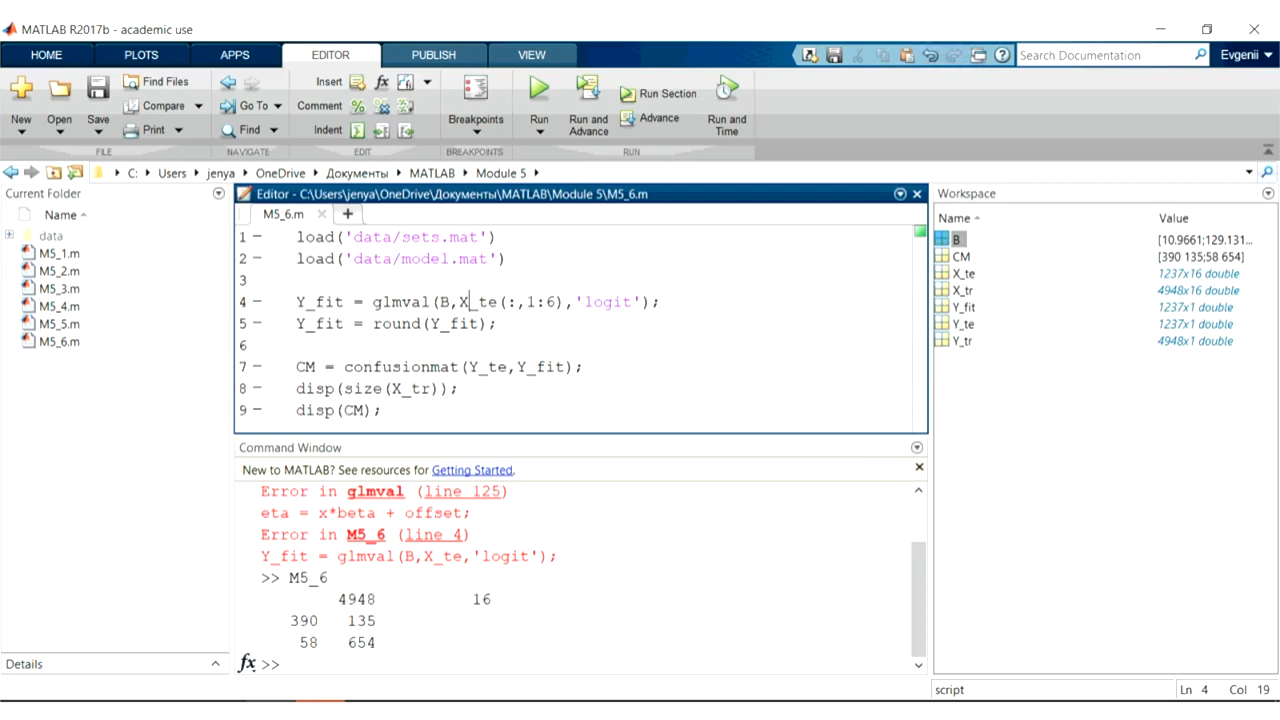 MATLAB R2017b - academic use
HOME PLOTS APPS EDITOR PUBLISH VIEW
Search Documentation
Evgenii
New Open Save
Find Files
Compare
Print
FILE
Go To
Find
NAVIGATE
Insert fx
Comment %
Indent
EDIT
Breakpoints
BREAKPOINTS
Run
Run and Advance
Run Section
Advance
Run and Time
RUN
C: Users jenya OneDrive Документы MATLAB Module 5
Current Folder
Name
data
M5_1.m
M5_2.m
M5_3.m
M5_4.m
M5_5.m
M5_6.m
Details
Editor - C:\Users\jenya\OneDrive\Документы\MATLAB\Module 5\M5_6.m
M5_6.m
1 – load('data/sets.mat')
2 – load('data/model.mat')
3
4 – Y_fit = glmval(B,X_te(:,1:6),'logit');
5 – Y_fit = round(Y_fit);
6
7 – CM = confusionmat(Y_te,Y_fit);
8 – disp(size(X_tr));
9 – disp(CM);
Command Window
New to MATLAB? See resources for Getting Started.
Error in glmval (line 125)
eta = x*beta + offset;
Error in M5_6 (line 4)
Y_fit = glmval(B,X_te,'logit');
>> M5_6
4948 16
390 135
58 654
fx >>
Workspace
Name Value
B [10.9661;129.131...
CM [390 135;58 654]
X_te 1237x16 double
X_tr 4948x16 double
Y_fit 1237x1 double
Y_te 1237x1 double
Y_tr 4948x1 double
script Ln 4 Col 19